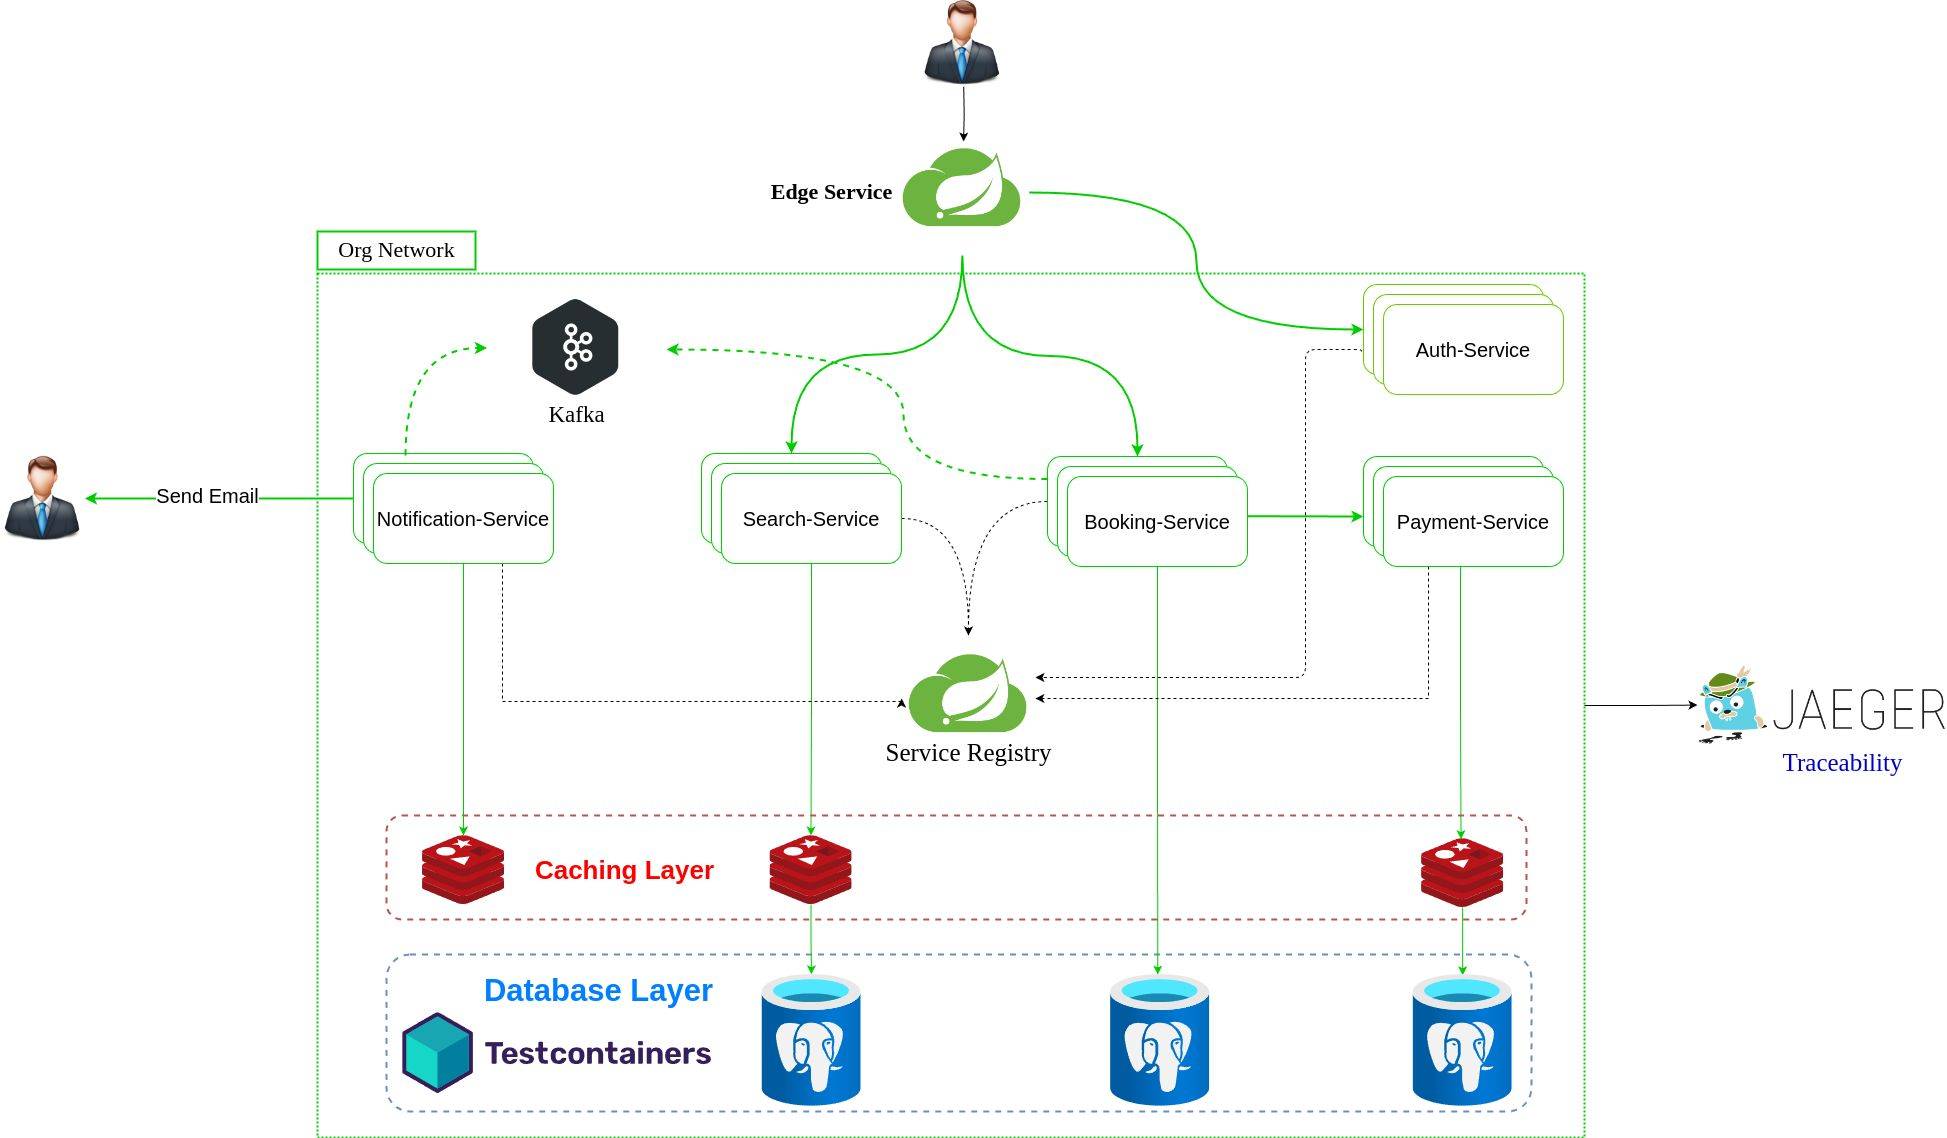 Edge Service
Org Network
Auth-Service
Kafka
Send Email
Notification-Service
Search-Service
Booking-Service
Payment-Service
JAEGER
Service Registry
Traceability
Caching Layer
Database Layer
Testcontainers